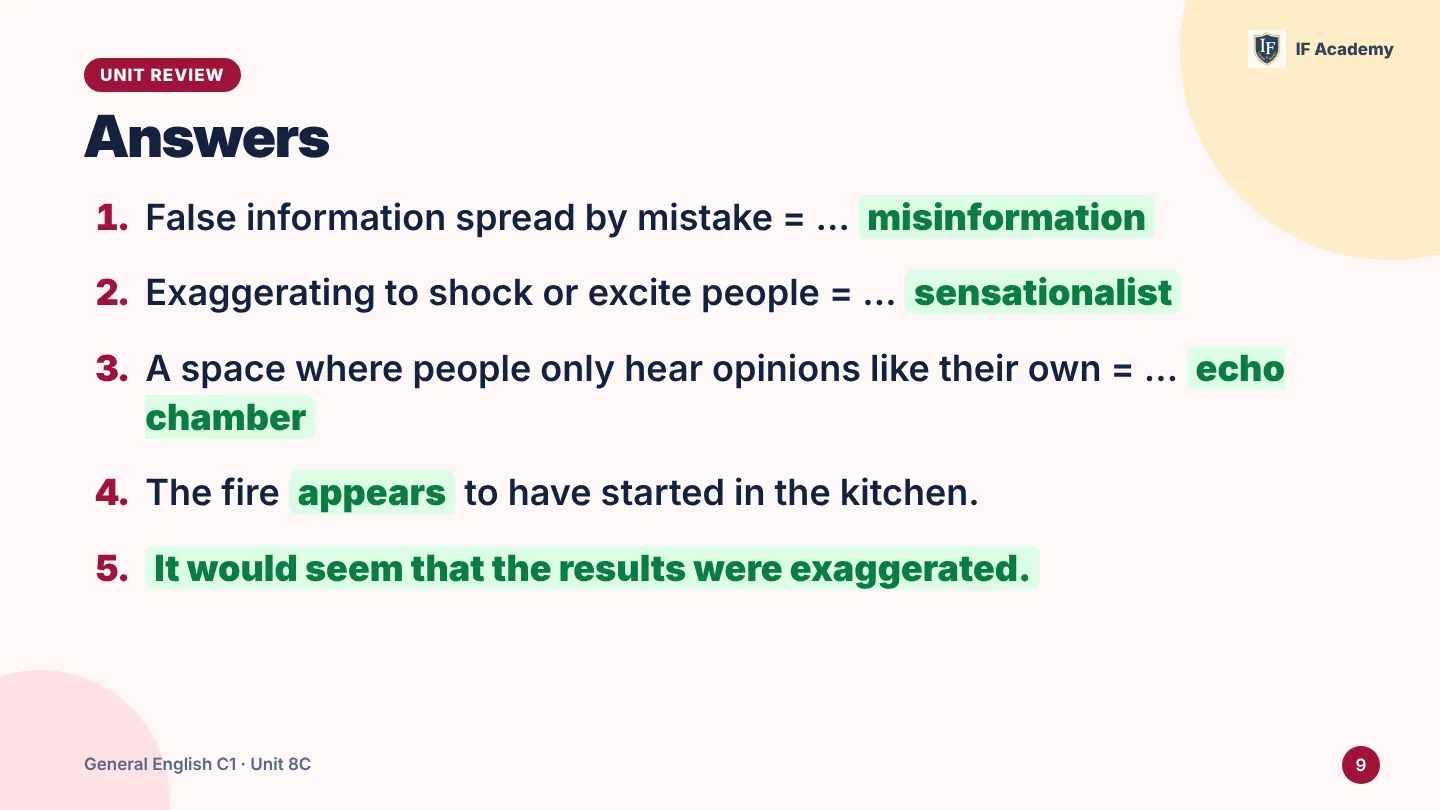 IF IF Academy
UNIT REVIEW
Answers
1. False information spread by mistake = … misinformation
2. Exaggerating to shock or excite people = … sensationalist
3. A space where people only hear opinions like their own = … echo
chamber
4. The fire appears to have started in the kitchen.
5. It would seem that the results were exaggerated.
General English C1 · Unit 8C
9